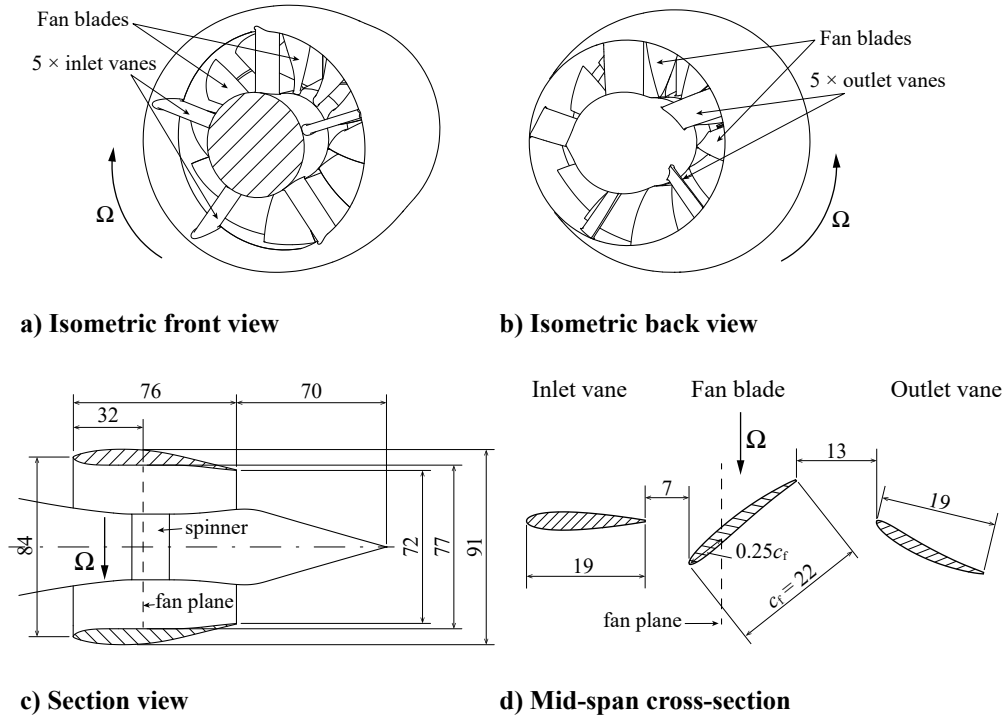 Fan blades
5 × inlet vanes
Ω
a) Isometric front view
Fan blades
5 × outlet vanes
Ω
b) Isometric back view
76
70
32
84
spinner
Ω
fan plane
72
77
91
c) Section view
Inlet vane
Fan blade
Outlet vane
Ω
13
7
19
19
0.25cf
cf = 22
fan plane
d) Mid-span cross-section